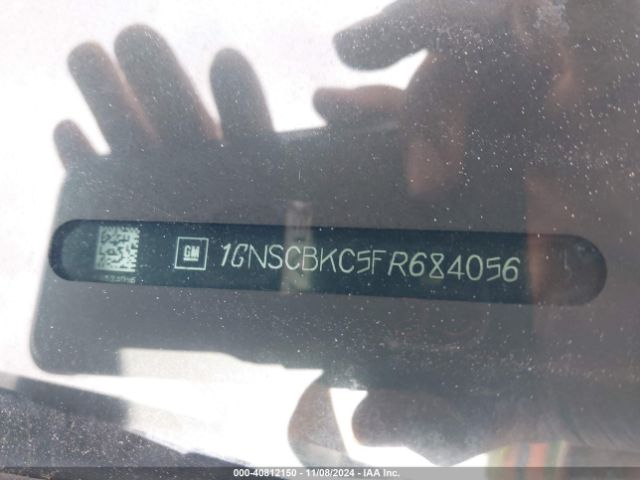 GM 1GNSCBKC5FR684056
000-40812150 - 11/08/2024 - IAA Inc.